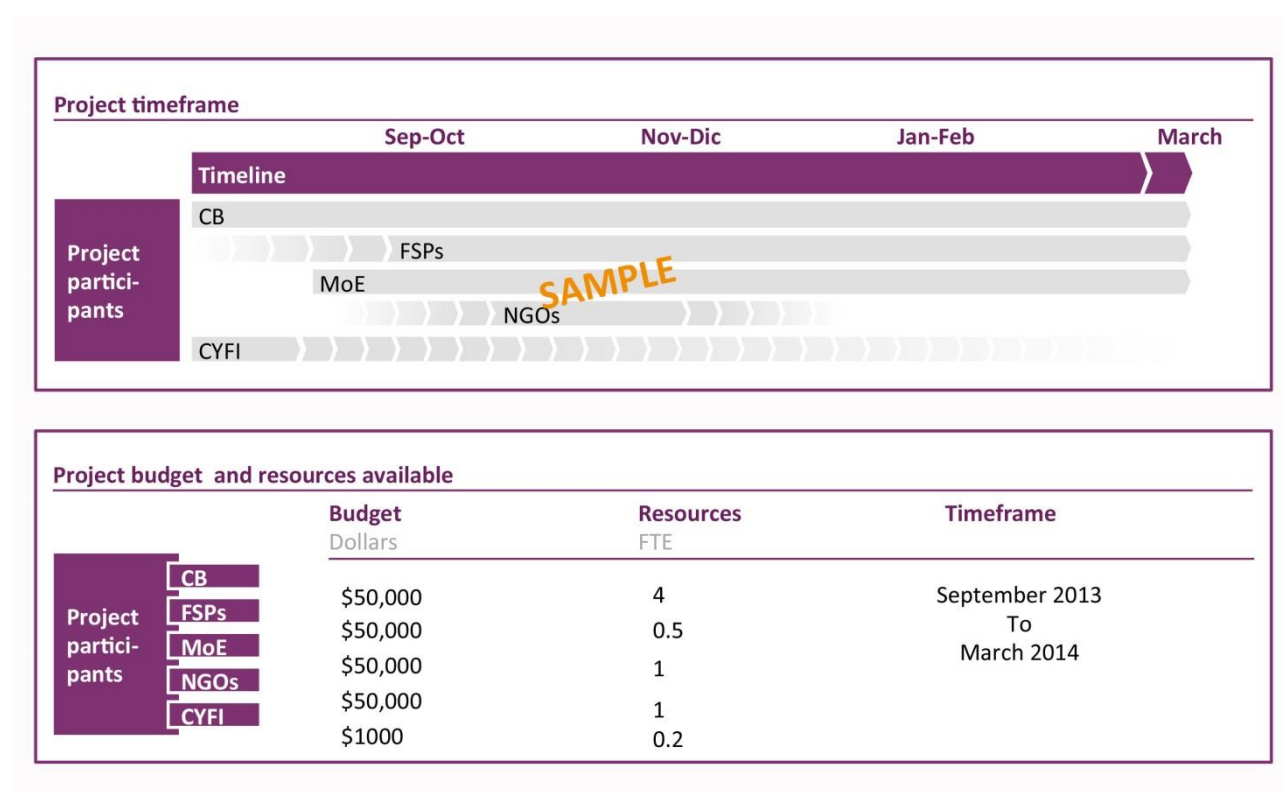 Project timeframe
Sep-Oct Nov-Dic Jan-Feb March
Timeline
Project
partici-
pants
CB
FSPs
MoE
SAMPLE
NGOs
CYFI
Project budget and resources available
Budget Resources Timeframe
Dollars FTE
Project
partici-
pants
CB
FSPs
MoE
NGOs
CYFI
$50,000 4
$50,000 0.5
$50,000 1
$50,000 1
$1000 0.2
September 2013
To
March 2014